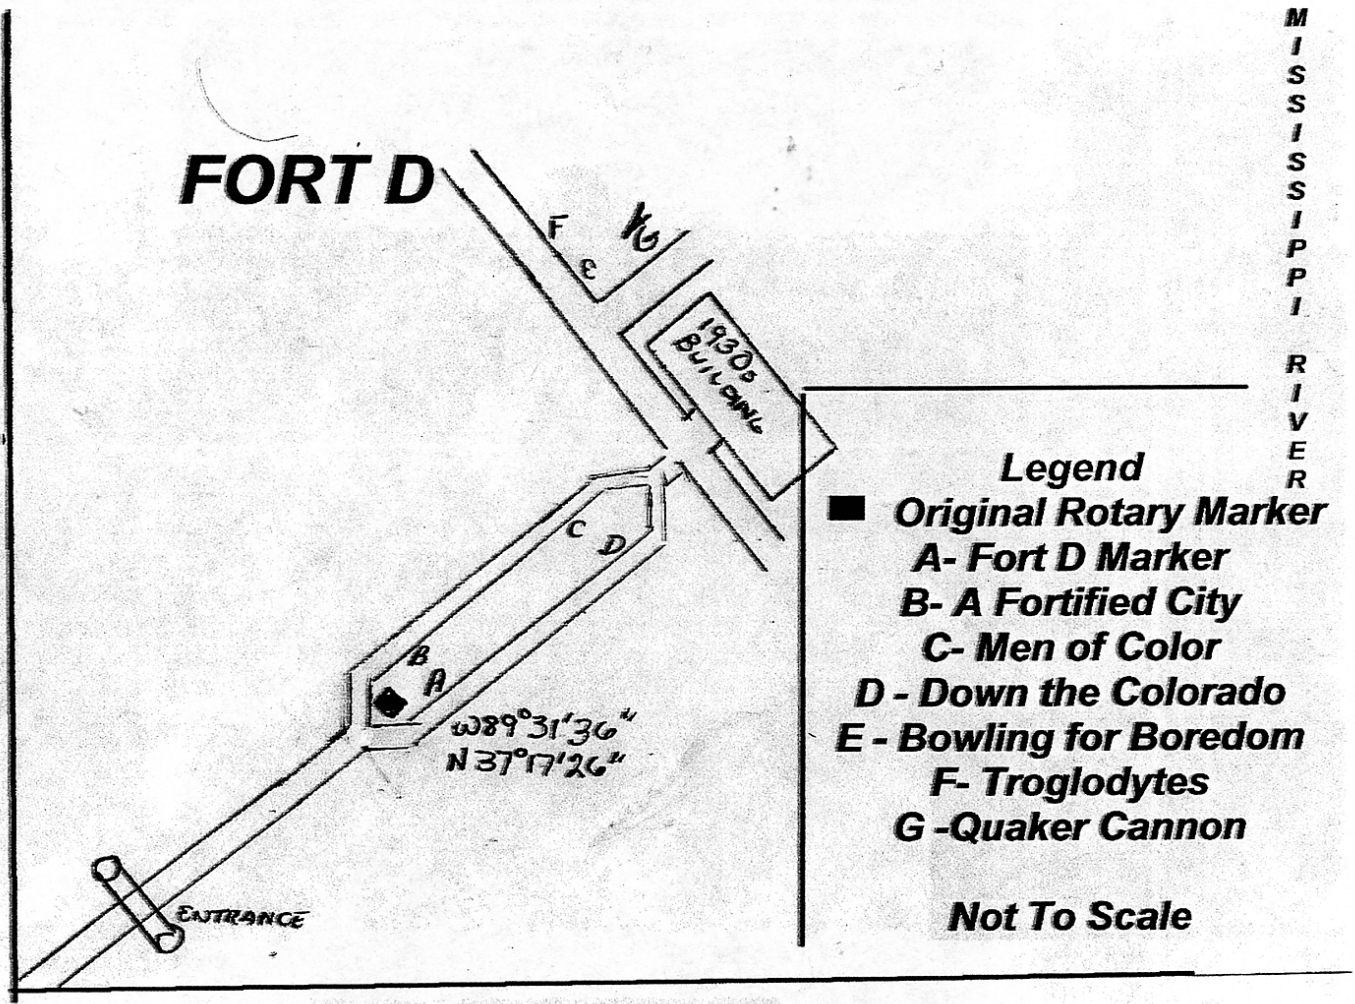 FORT D
MISSISSIPPI RIVER
F
G
E
1930s
BUILDING
C
D
B
A
W89°31'36"
N37°17'26"
ENTRANCE
Legend
Original Rotary Marker
A- Fort D Marker
B- A Fortified City
C- Men of Color
D - Down the Colorado
E - Bowling for Boredom
F- Troglodytes
G -Quaker Cannon
Not To Scale